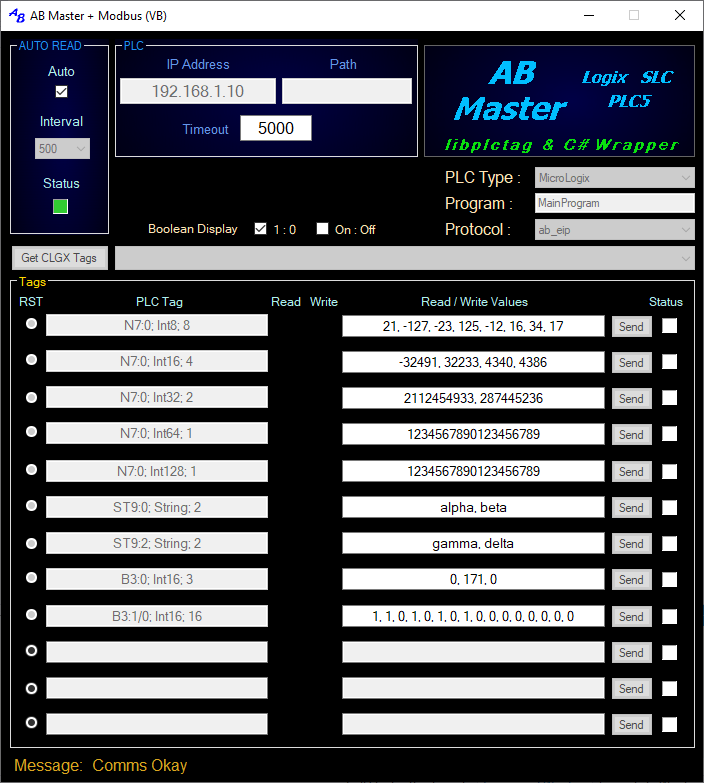 AB Master + Modbus (VB)
AUTO READ
Auto
Interval
500
Status
PLC
IP Address Path
192.168.1.10
Timeout 5000
AB
Master
Logix SLC
PLC5
libplctag & C# Wrapper
PLC Type : MicroLogix
Program : MainProgram
Protocol : ab_eip
Boolean Display 1 : 0 On : Off
Get CLGX Tags
Tags
RST PLC Tag Read Write Read / Write Values Status
N7:0; Int8; 8 21, -127, -23, 125, -12, 16, 34, 17 Send
N7:0; Int16; 4 -32491, 32233, 4340, 4386 Send
N7:0; Int32; 2 2112454933, 287445236 Send
N7:0; Int64; 1 1234567890123456789 Send
N7:0; Int128; 1 1234567890123456789 Send
ST9:0; String; 2 alpha, beta Send
ST9:2; String; 2 gamma, delta Send
B3:0; Int16; 3 0, 171, 0 Send
B3:1/0; Int16; 16 1, 1, 0, 1, 0, 1, 0, 1, 0, 0, 0, 0, 0, 0, 0, 0 Send
Send
Send
Send
Message: Comms Okay